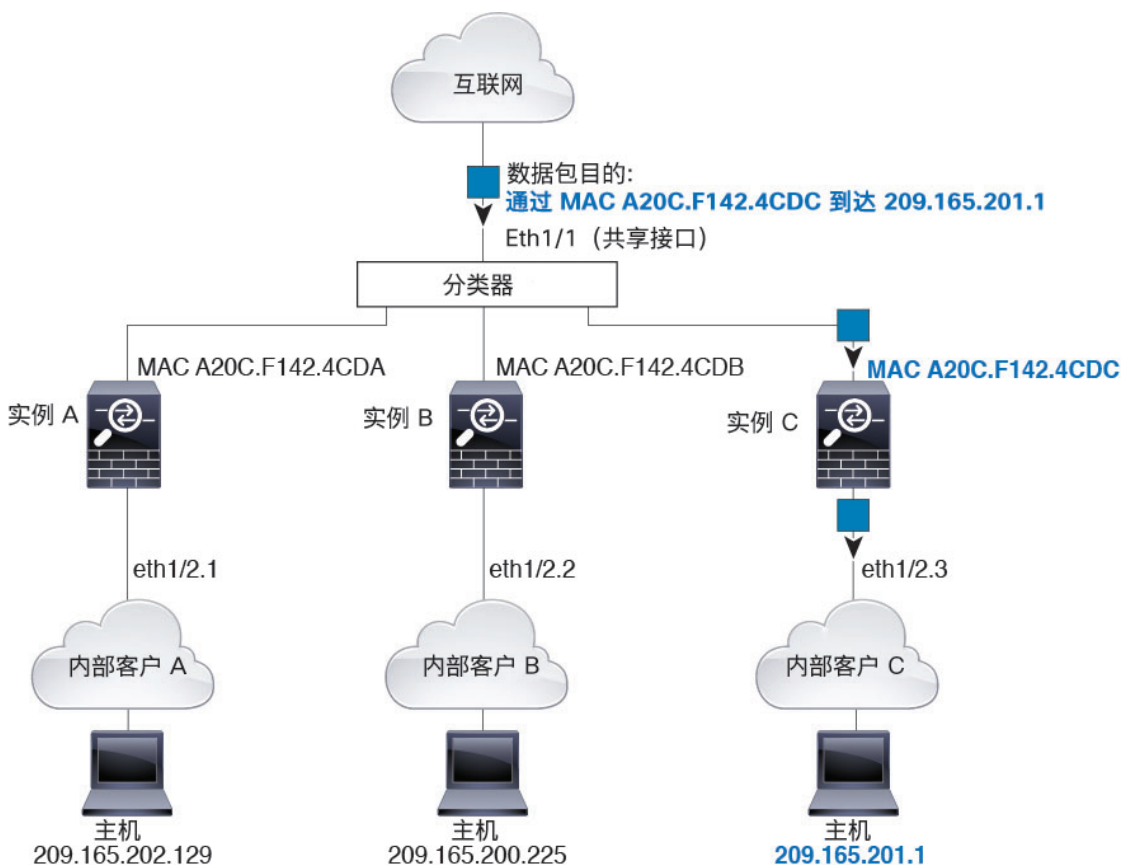 互联网
数据包目的:
通过 MAC A20C.F142.4CDC 到达 209.165.201.1
Eth1/1（共享接口）
分类器
MAC A20C.F142.4CDA
MAC A20C.F142.4CDB
MAC A20C.F142.4CDC
实例 A
实例 B
实例 C
eth1/2.1
eth1/2.2
eth1/2.3
内部客户 A
内部客户 B
内部客户 C
主机
209.165.202.129
主机
209.165.200.225
主机
209.165.201.1